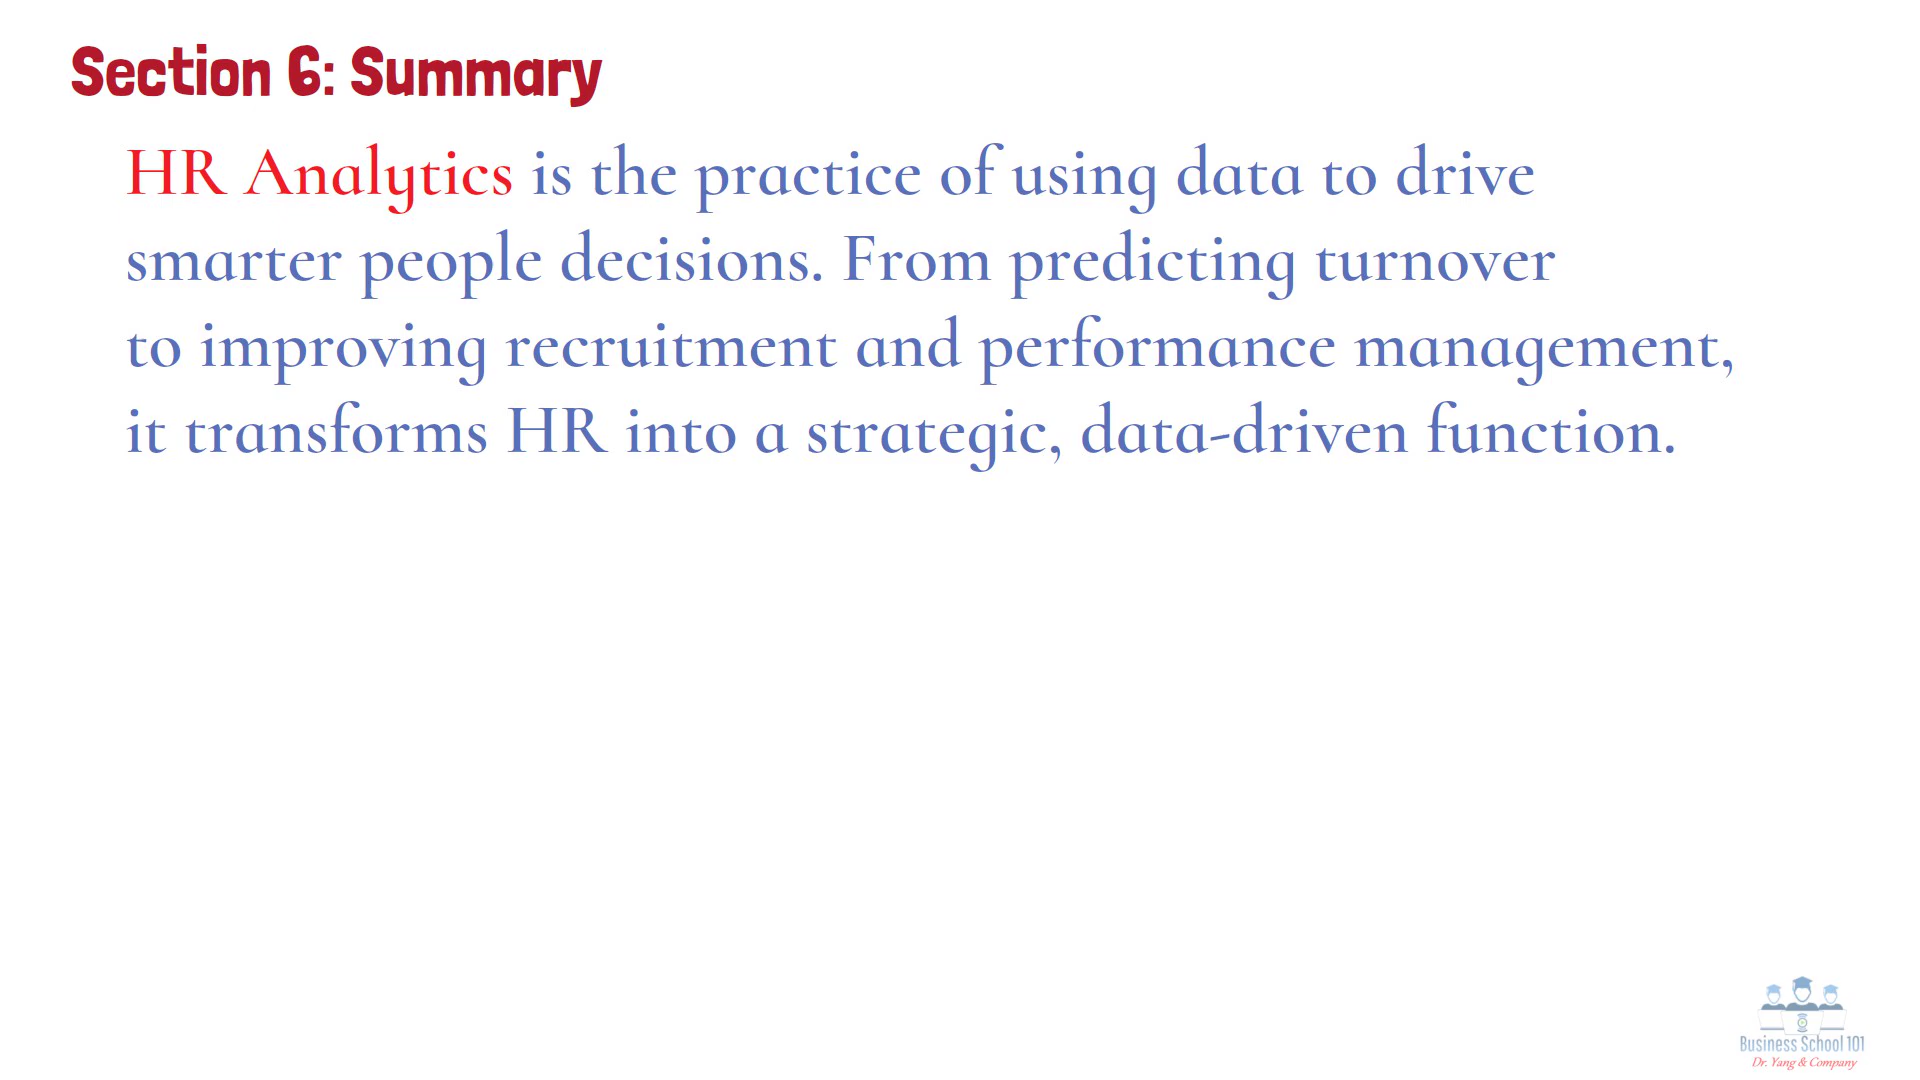 Section 6: Summary
HR Analytics is the practice of using data to drive
smarter people decisions. From predicting turnover
to improving recruitment and performance management,
it transforms HR into a strategic, data-driven function.
Business School 101
Dr. Yang & Company